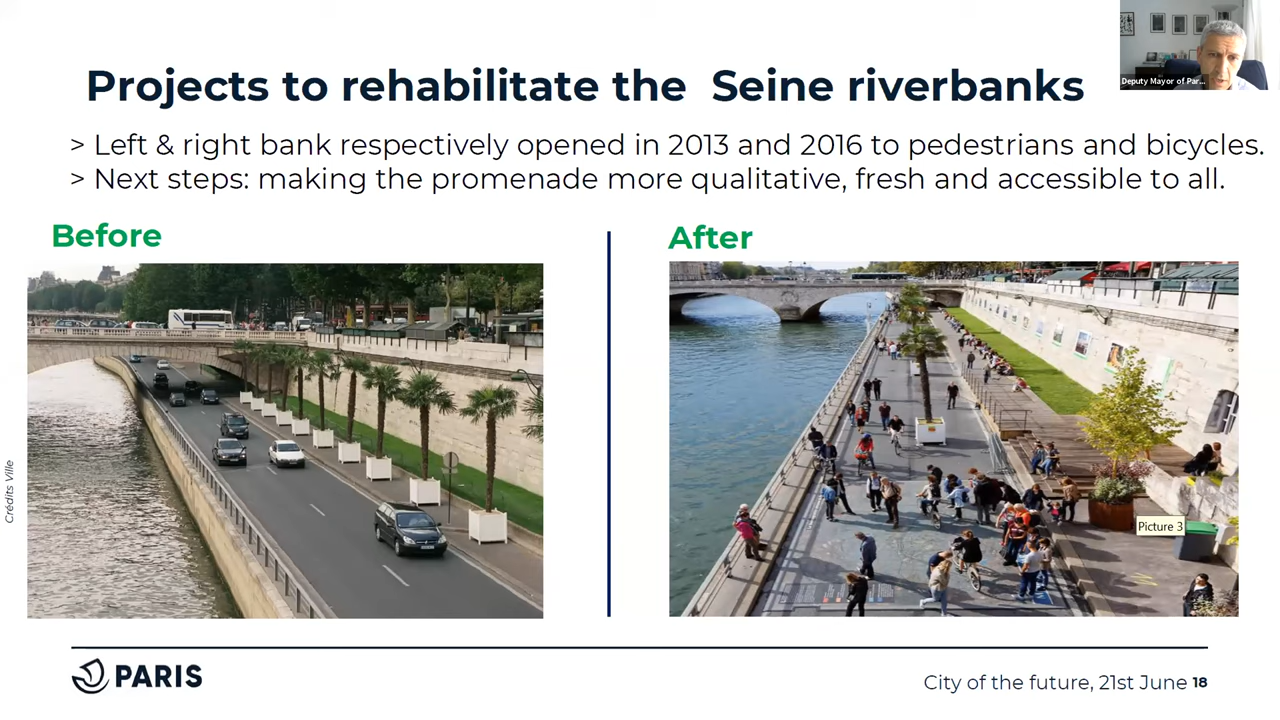 Deputy Mayor of Par...
Projects to rehabilitate the Seine riverbanks
> Left & right bank respectively opened in 2013 and 2016 to pedestrians and bicycles.
> Next steps: making the promenade more qualitative, fresh and accessible to all.
Before
After
Crédits Ville
Picture 3
PARIS
City of the future, 21st June 18